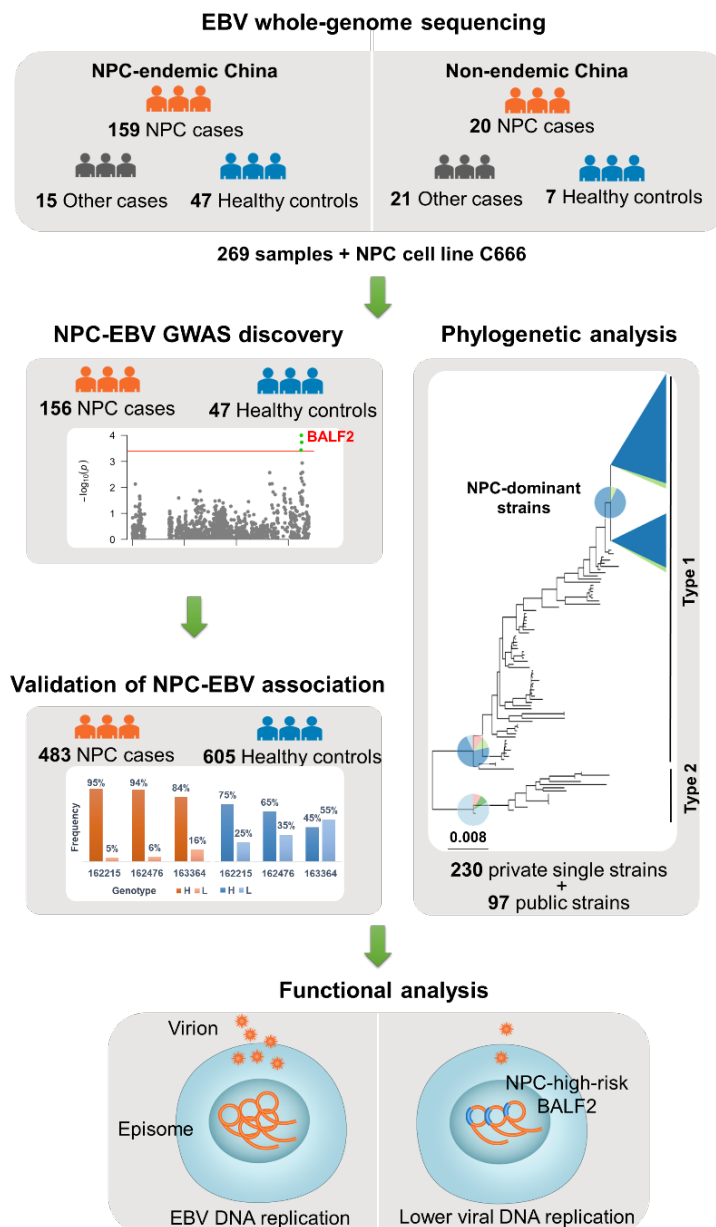 EBV whole-genome sequencing
NPC-endemic China
159 NPC cases
15 Other cases
47 Healthy controls
Non-endemic China
20 NPC cases
21 Other cases
7 Healthy controls
269 samples + NPC cell line C666
NPC-EBV GWAS discovery
156 NPC cases
47 Healthy controls
BALF2
−log10(p)
4
3
2
1
0
Validation of NPC-EBV association
483 NPC cases
605 Healthy controls
Frequency
95%
5%
94%
6%
84%
16%
75%
25%
65%
35%
45%
55%
162215 162476 163364 162215 162476 163364
Genotype H L H L
Phylogenetic analysis
NPC-dominant
strains
Type 1
Type 2
0.008
230 private single strains
+
97 public strains
Functional analysis
Virion
Episome
EBV DNA replication
NPC-high-risk
BALF2
Lower viral DNA replication